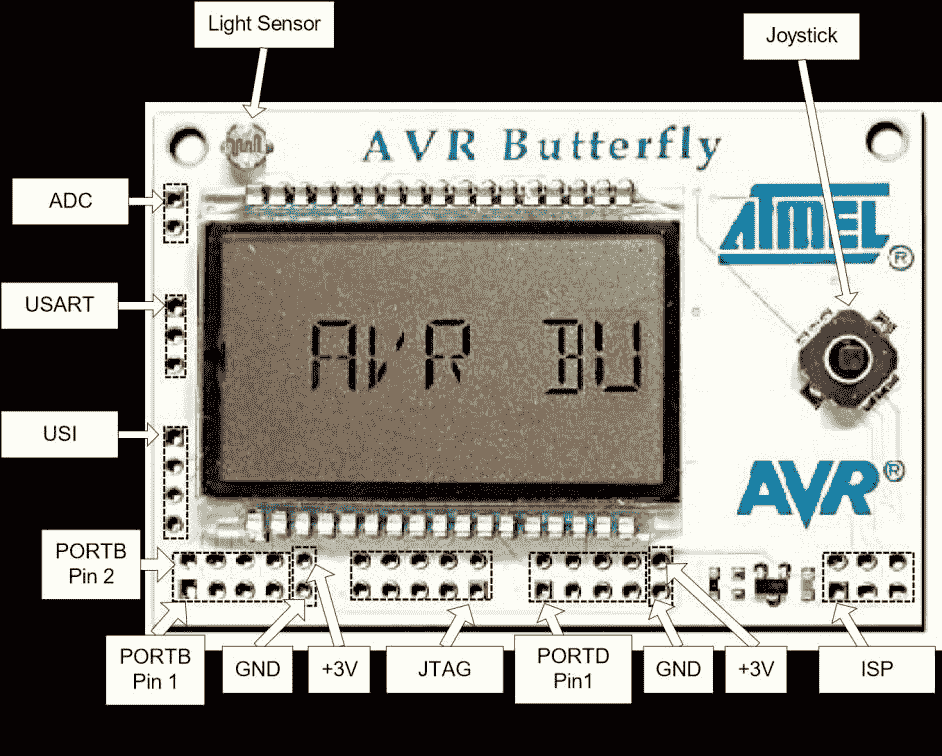 Light Sensor
Joystick
AVR Butterfly
ADC
ATMEL
®
USART
AVR BU
USI
AVR®
PORTB
Pin 2
PORTB
Pin 1
GND
+3V
JTAG
PORTD
Pin1
GND
+3V
ISP